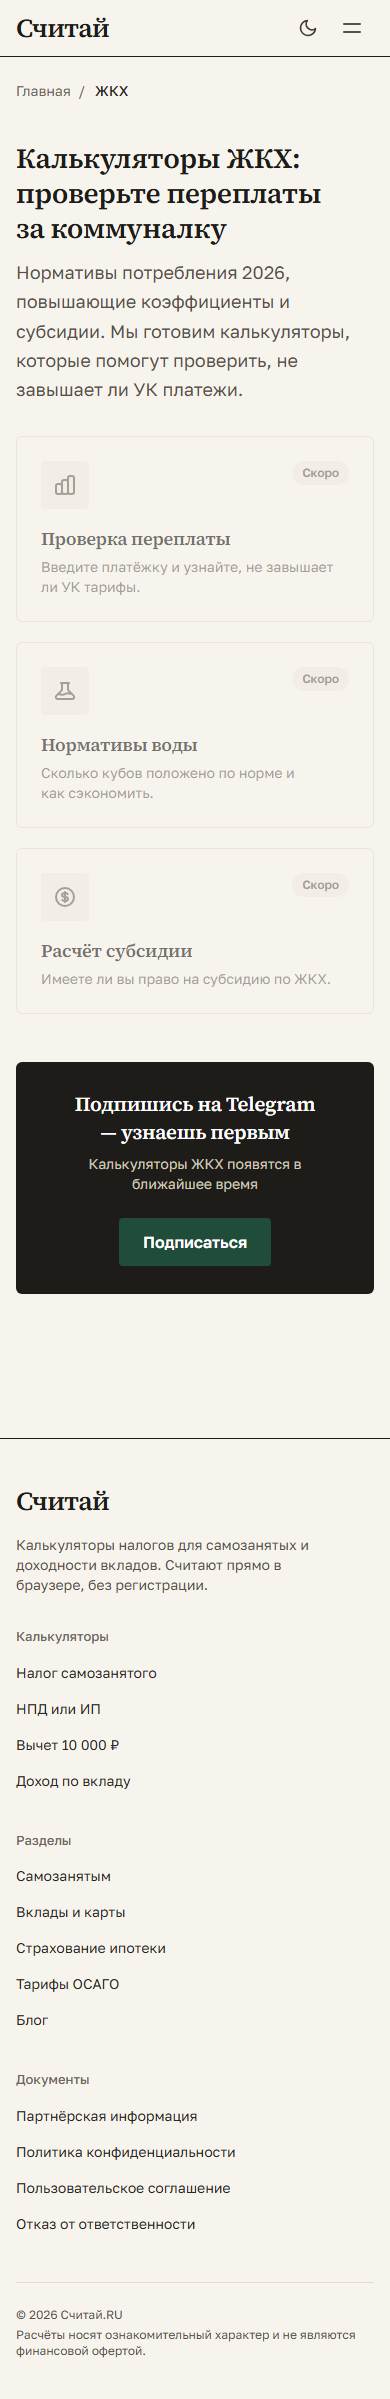 Считай
Главная / ЖКХ
Калькуляторы ЖКХ:
проверьте переплаты
за коммуналку
Нормативы потребления 2026,
повышающие коэффициенты и
субсидии. Мы готовим калькуляторы,
которые помогут проверить, не
завышает ли УК платежи.
Скоро
Проверка переплаты
Введите платёжку и узнайте, не завышает
ли УК тарифы.
Скоро
Нормативы воды
Сколько кубов положено по норме и
как сэкономить.
Скоро
Расчёт субсидии
Имеете ли вы право на субсидию по ЖКХ.
Подпишись на Telegram
— узнаешь первым
Калькуляторы ЖКХ появятся в
ближайшее время
Подписаться
Считай
Калькуляторы налогов для самозанятых и
доходности вкладов. Считают прямо в
браузере, без регистрации.
Калькуляторы
Налог самозанятого
НПД или ИП
Вычет 10 000 ₽
Доход по вкладу
Разделы
Самозанятым
Вклады и карты
Страхование ипотеки
Тарифы ОСАГО
Блог
Документы
Партнёрская информация
Политика конфиденциальности
Пользовательское соглашение
Отказ от ответственности
© 2026 Считай.RU
Расчёты носят ознакомительный характер и не являются
финансовой офертой.